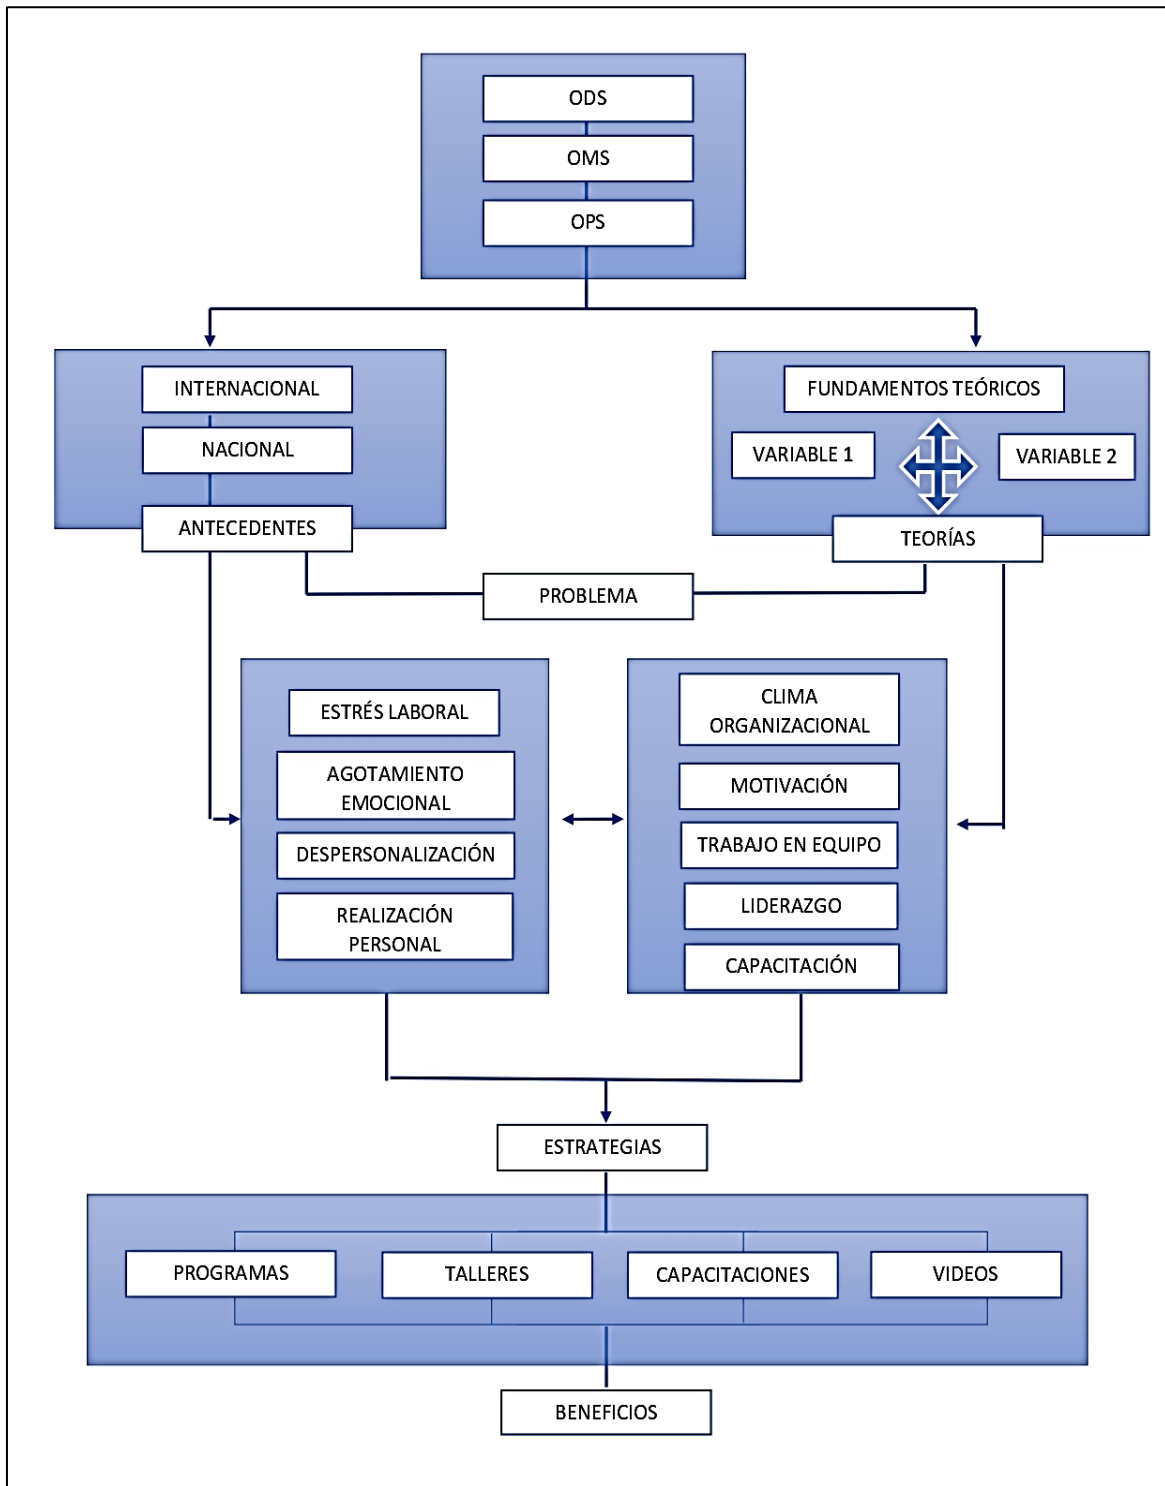 ODS
OMS
OPS
INTERNACIONAL
NACIONAL
ANTECEDENTES
FUNDAMENTOS TEÓRICOS
VARIABLE 1
VARIABLE 2
TEORÍAS
PROBLEMA
ESTRÉS LABORAL
AGOTAMIENTO
EMOCIONAL
DESPERSONALIZACIÓN
REALIZACIÓN
PERSONAL
CLIMA
ORGANIZACIONAL
MOTIVACIÓN
TRABAJO EN EQUIPO
LIDERAZGO
CAPACITACIÓN
ESTRATEGIAS
PROGRAMAS
TALLERES
CAPACITACIONES
VIDEOS
BENEFICIOS